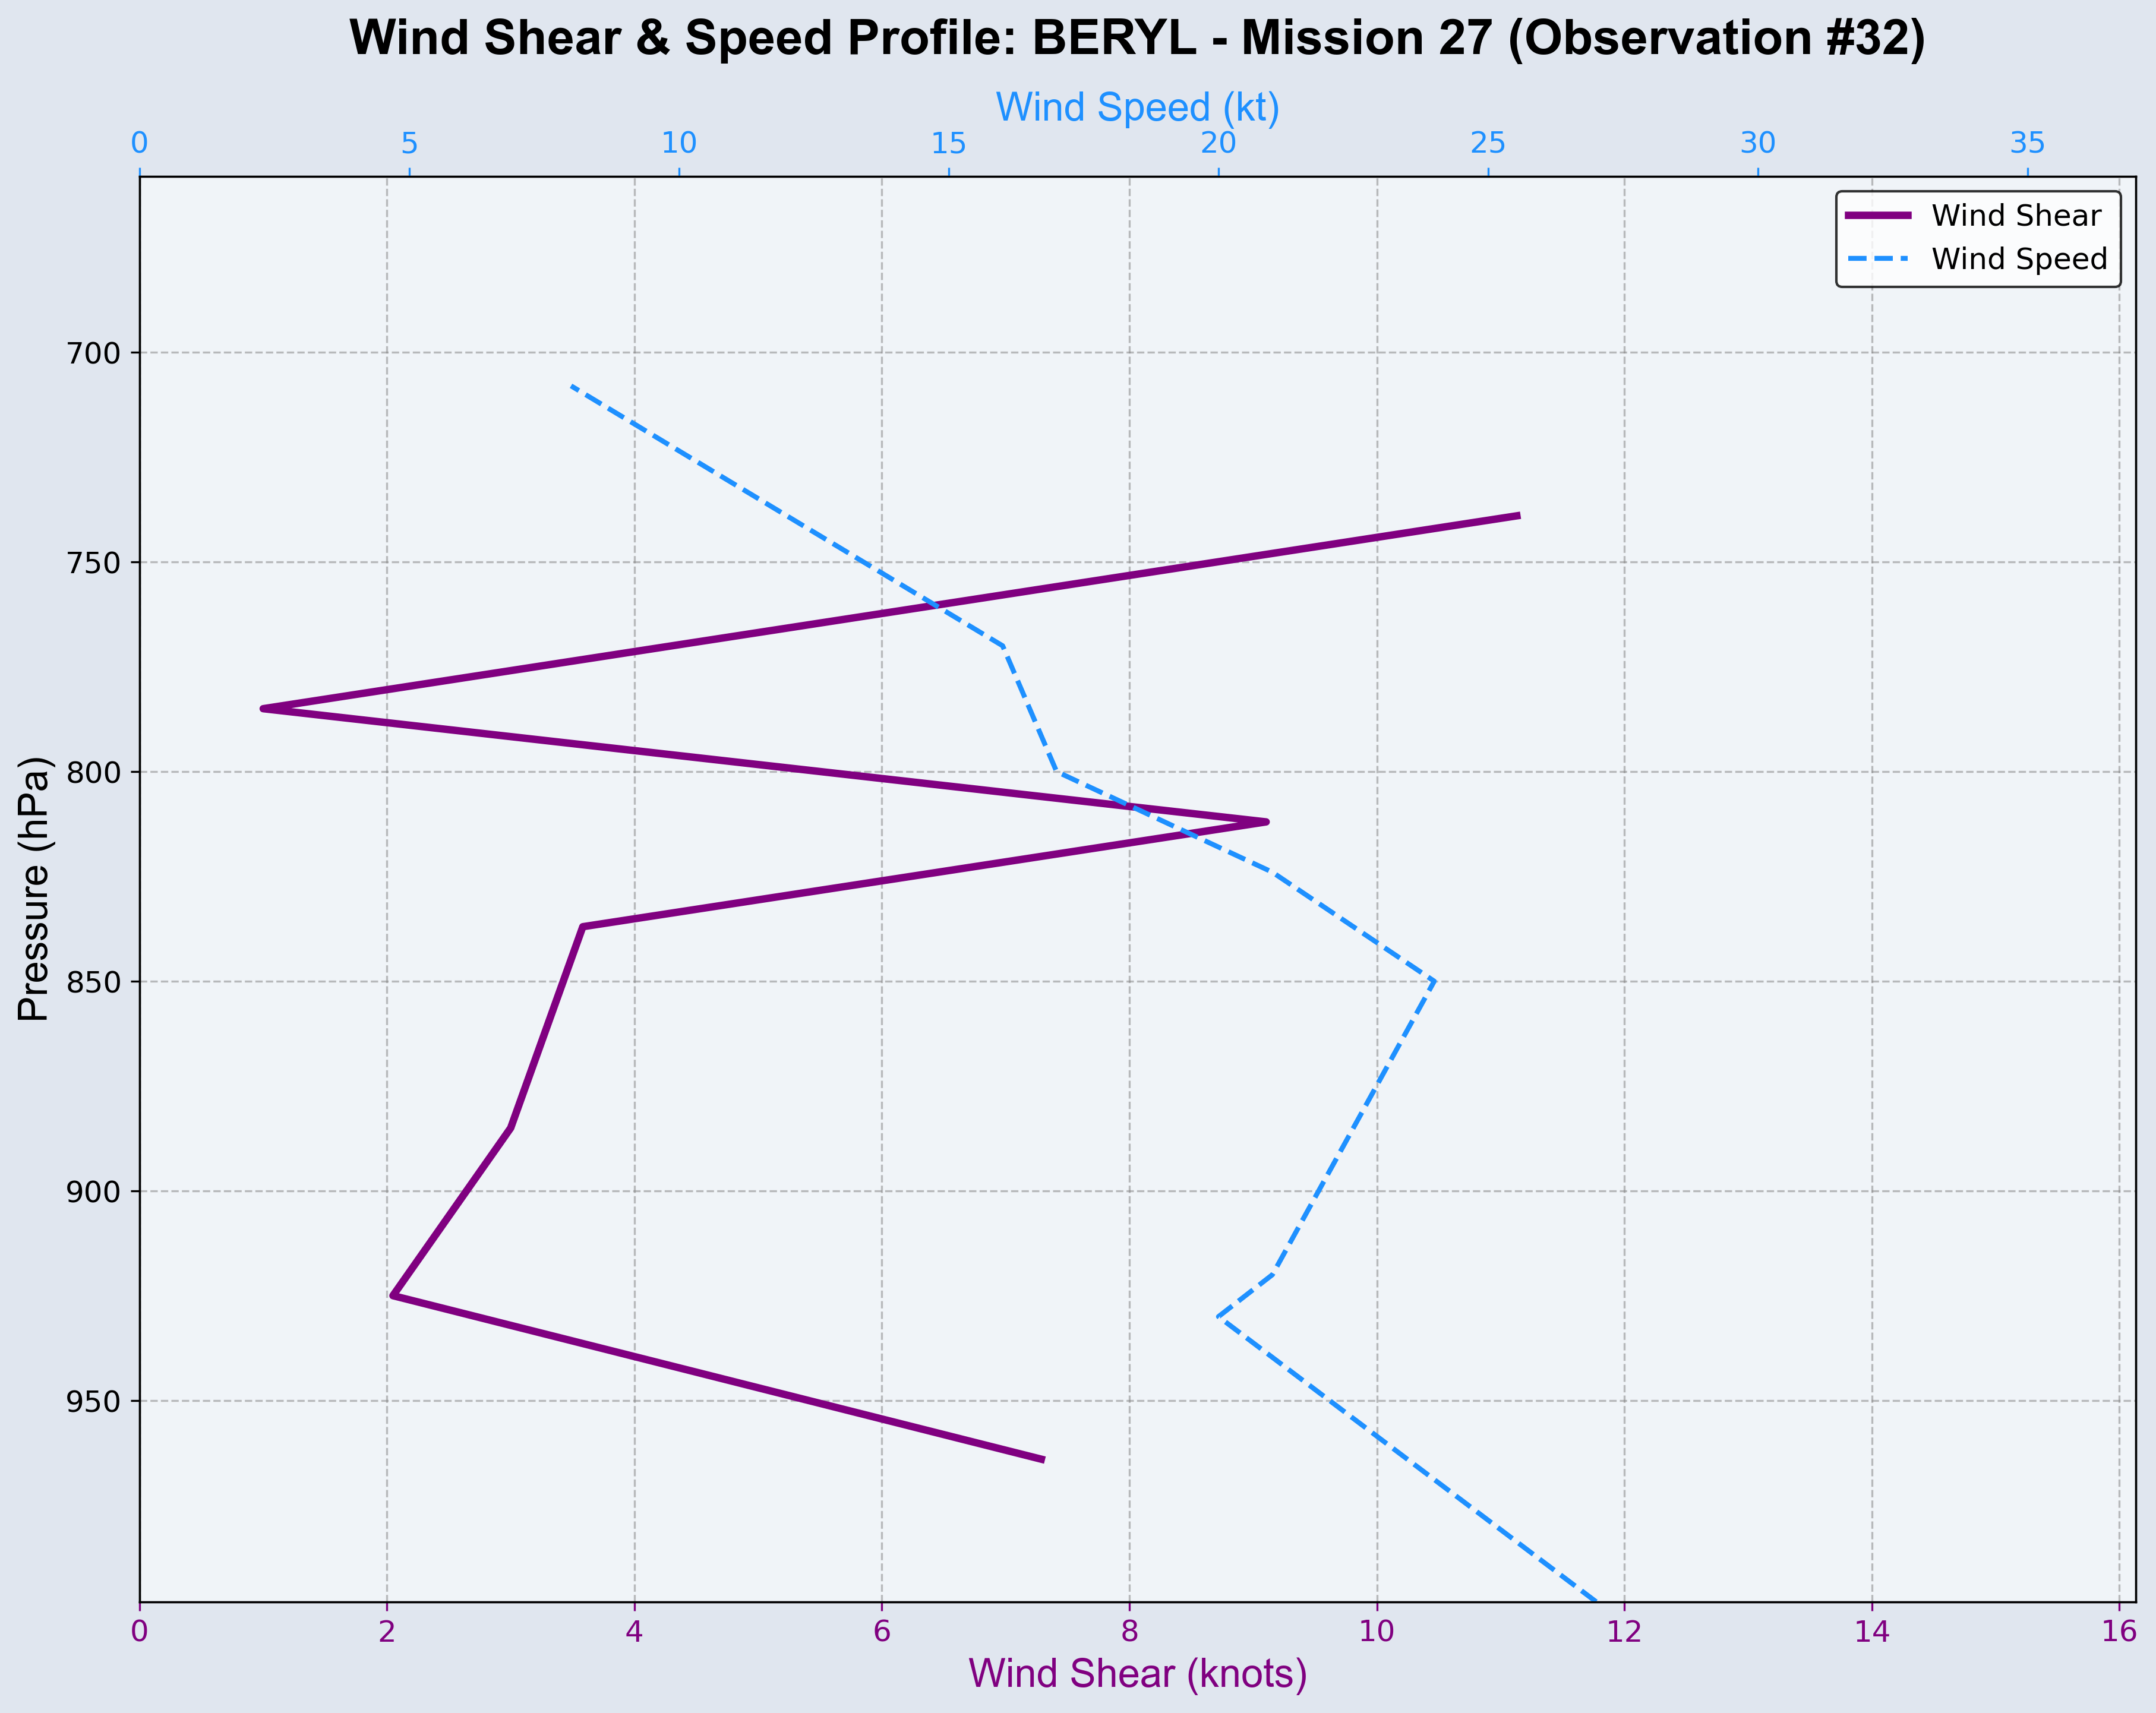 Wind Shear & Speed Profile: BERYL - Mission 27 (Observation #32)
Wind Speed (kt)
0 5 10 15 20 25 30 35
Wind Shear
Wind Speed
Pressure (hPa)
700
750
800
850
900
950
0 2 4 6 8 10 12 14 16
Wind Shear (knots)